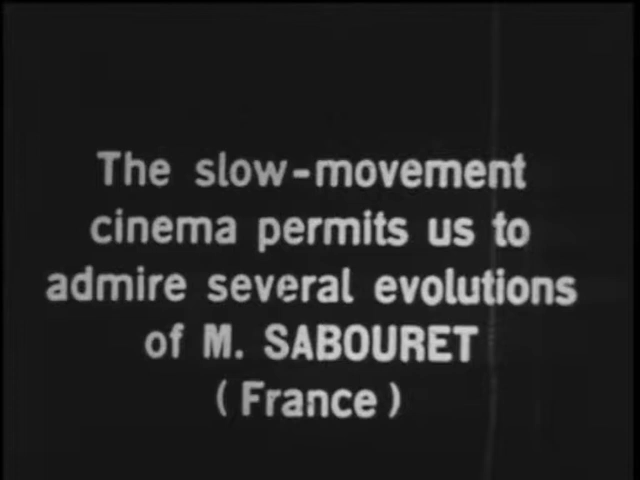 The slow-movement
cinema permits us to
admire several evolutions
of M. SABOURET
(France)